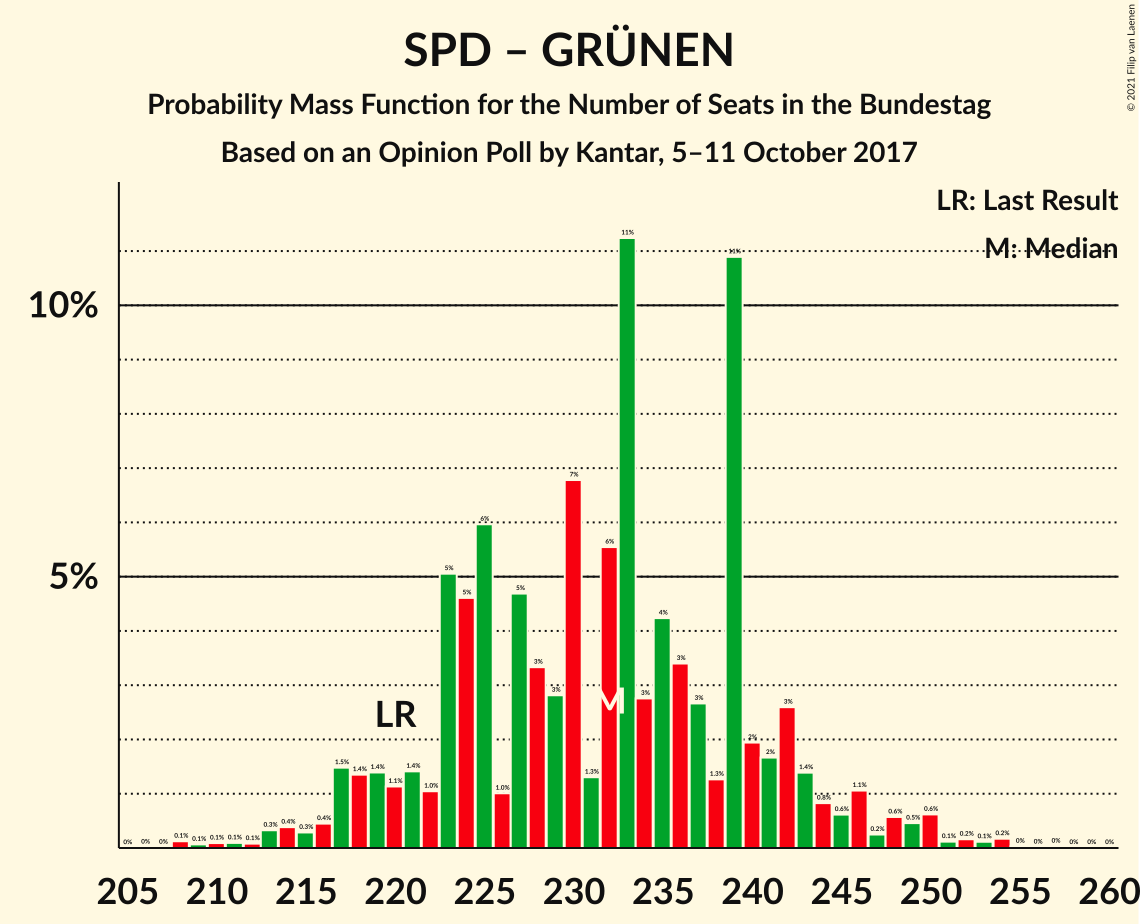 SPD – GRÜNEN
Probability Mass Function for the Number of Seats in the Bundestag
Based on an Opinion Poll by Kantar, 5–11 October 2017
© 2021 Filip van Laenen
LR: Last Result
M: Median
10%
5%
LR
M
0% 0% 0% 0.1% 0.1% 0.1% 0.1% 0.1% 0.3% 0.4% 0.3% 0.4% 1.5% 1.4% 1.4% 1.1% 1.4% 1.0% 5% 5% 6% 1.0% 5% 3% 3% 7% 1.3% 6% 11% 3% 4% 3% 3% 1.3% 11% 2% 2% 3% 1.4% 0.8% 0.6% 1.1% 0.2% 0.6% 0.5% 0.6% 0.1% 0.2% 0.1% 0.2% 0% 0% 0% 0% 0% 0%
205 210 215 220 225 230 235 240 245 250 255 260